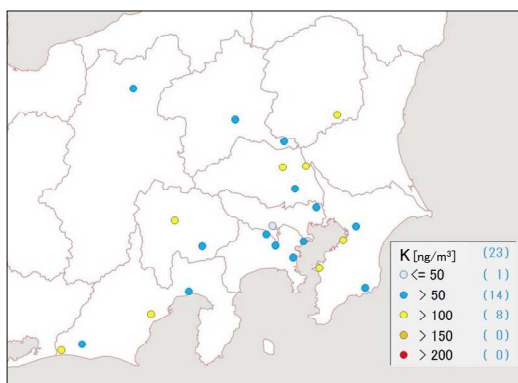 K [ng/m³] (23)
<= 50 ( 1)
> 50 (14)
> 100 ( 8)
> 150 ( 0)
> 200 ( 0)